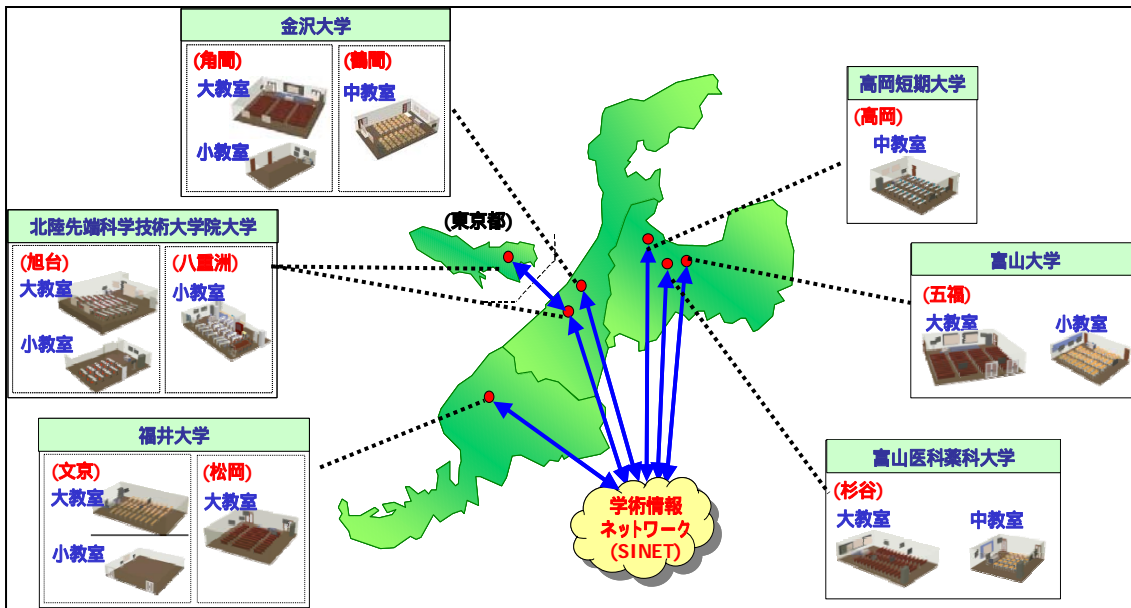 金沢大学
(角間)
大教室
小教室
(鶴間)
中教室
高岡短期大学
(高岡)
中教室
北陸先端科学技術大学院大学
(旭台)
大教室
小教室
(八重洲)
小教室
(東京都)
富山大学
(五福)
大教室
小教室
福井大学
(文京)
大教室
小教室
(松岡)
大教室
学術情報
ネットワーク
(SINET)
富山医科薬科大学
(杉谷)
大教室
中教室